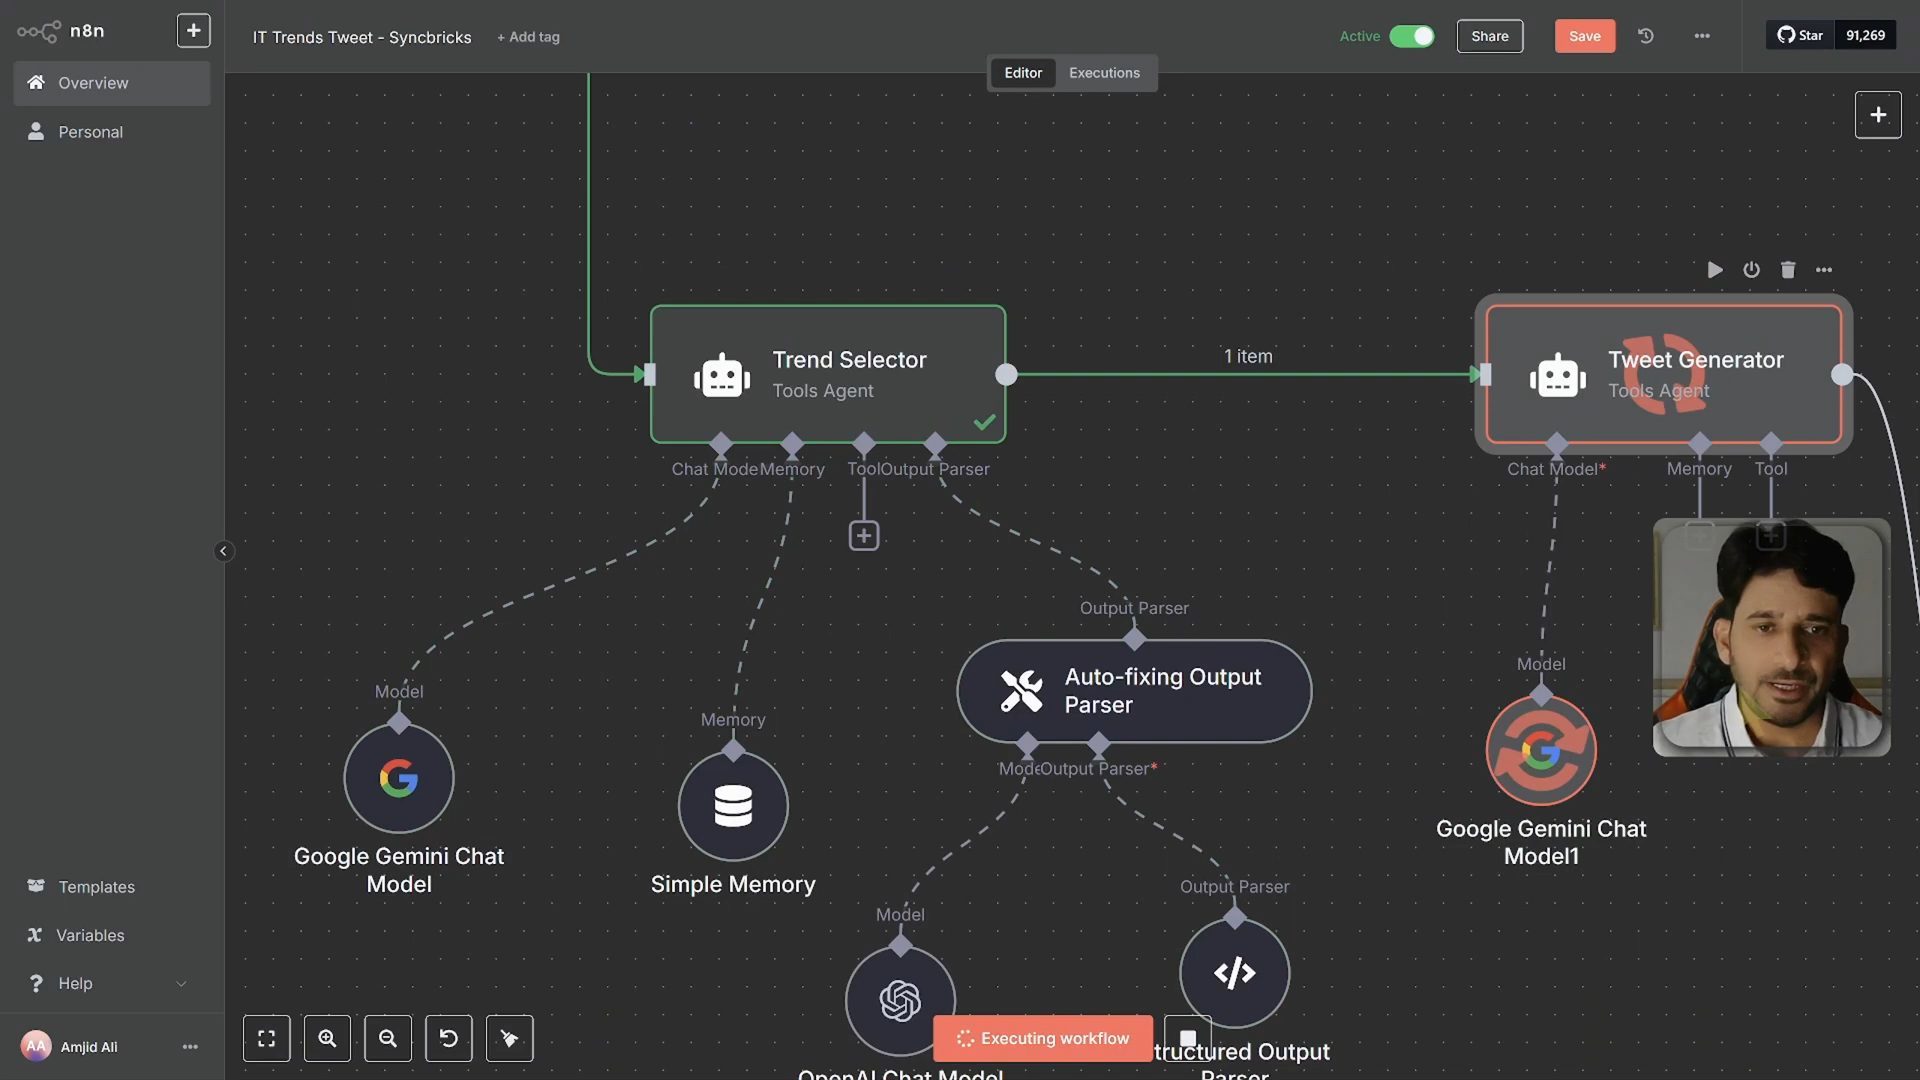 n8n
IT Trends Tweet - Syncbricks
+ Add tag
Active
Share
Save
Star
91,269
Editor
Executions
Overview
Personal
Trend Selector
Tools Agent
1 item
Tweet Generator
Tools Agent
Chat Mode
Memory
Tool
Output Parser
Chat Model*
Memory
Tool
Output Parser
Auto-fixing Output
Parser
Model
Google Gemini Chat
Model
Memory
Simple Memory
Mode
Output Parser*
Model
Google Gemini Chat
Model1
Model
Output Parser
OpenAI Chat Model
tructured Output
Parser
Executing workflow
Templates
Variables
Help
AA
Amjid Ali